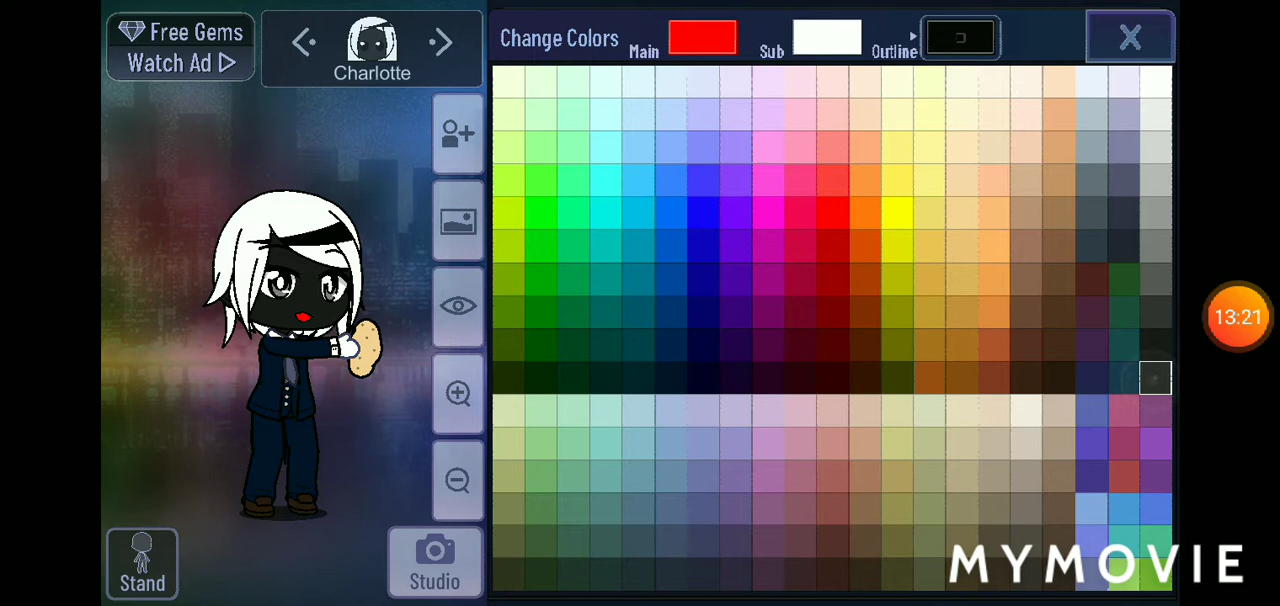 Free Gems
Watch Ad
Charlotte
Change Colors
Main
Sub
Outline
X
Stand
Studio
13:21
MYMOVIE